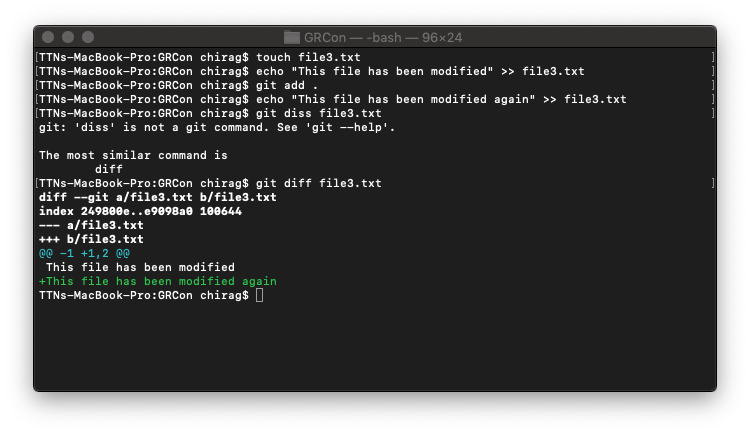 GRCon — -bash — 96×24
[TTNs-MacBook-Pro:GRCon chirag$ touch file3.txt ]
[TTNs-MacBook-Pro:GRCon chirag$ echo "This file has been modified" >> file3.txt ]
[TTNs-MacBook-Pro:GRCon chirag$ git add . ]
[TTNs-MacBook-Pro:GRCon chirag$ echo "This file has been modified again" >> file3.txt ]
[TTNs-MacBook-Pro:GRCon chirag$ git diss file3.txt ]
git: 'diss' is not a git command. See 'git --help'.
The most similar command is
diff
[TTNs-MacBook-Pro:GRCon chirag$ git diff file3.txt ]
diff --git a/file3.txt b/file3.txt
index 249800e..e9098a0 100644
--- a/file3.txt
+++ b/file3.txt
@@ -1 +1,2 @@
This file has been modified
+This file has been modified again
TTNs-MacBook-Pro:GRCon chirag$